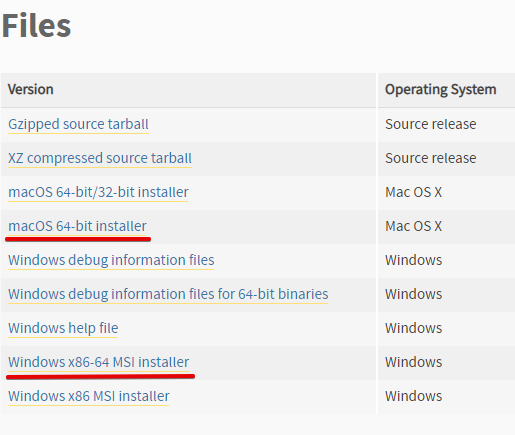 Files
Version Operating System
Gzipped source tarball Source release
XZ compressed source tarball Source release
macOS 64-bit/32-bit installer Mac OS X
macOS 64-bit installer Mac OS X
Windows debug information files Windows
Windows debug information files for 64-bit binaries Windows
Windows help file Windows
Windows x86-64 MSI installer Windows
Windows x86 MSI installer Windows